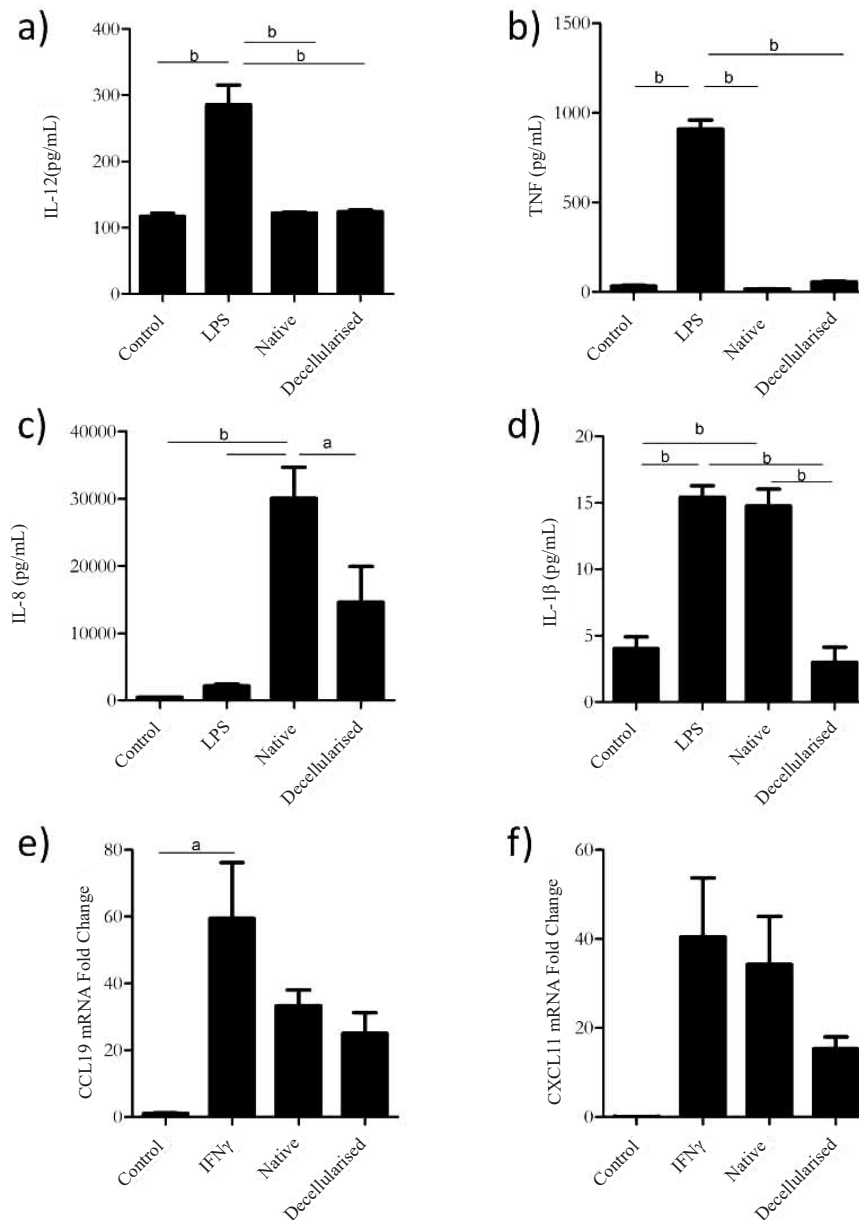 a)
IL-12(pg/mL)
400
300
200
100
0
b
b
b
Control
LPS
Native
Decellularised
b)
TNF (pg/mL)
1500
1000
500
0
b
b
b
Control
LPS
Native
Decellularised
c)
IL-8 (pg/mL)
40000
30000
20000
10000
0
b
a
Control
LPS
Native
Decellularised
d)
IL-1β (pg/mL)
20
15
10
5
0
b
b
b
b
Control
LPS
Native
Decellularised
e)
CCL19 mRNA Fold Change
80
60
40
20
0
a
Control
IFNγ
Native
Decellularised
f)
CXCL11 mRNA Fold Change
60
40
20
0
Control
IFNγ
Native
Decellularised